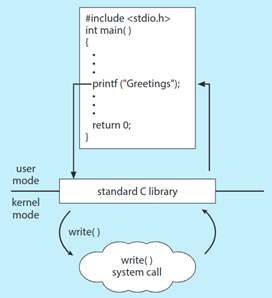 #include <stdio.h>
int main( )
{
•
•
•
printf ("Greetings");
•
•
•
return 0;
}
user
mode
standard C library
kernel
mode
write( )
write( )
system call